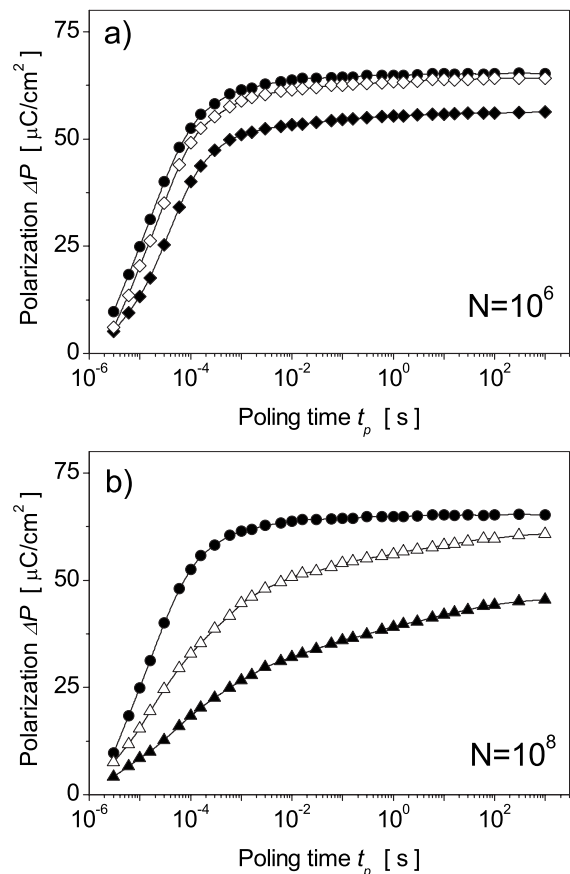 a)
Polarization ΔP [ μC/cm²]
75
50
25
0
N=10⁶
10⁻⁶ 10⁻⁴ 10⁻² 10⁰ 10²
Poling time tₚ [ s ]
b)
Polarization ΔP [ μC/cm²]
75
50
25
0
N=10⁸
10⁻⁶ 10⁻⁴ 10⁻² 10⁰ 10²
Poling time tₚ [ s ]